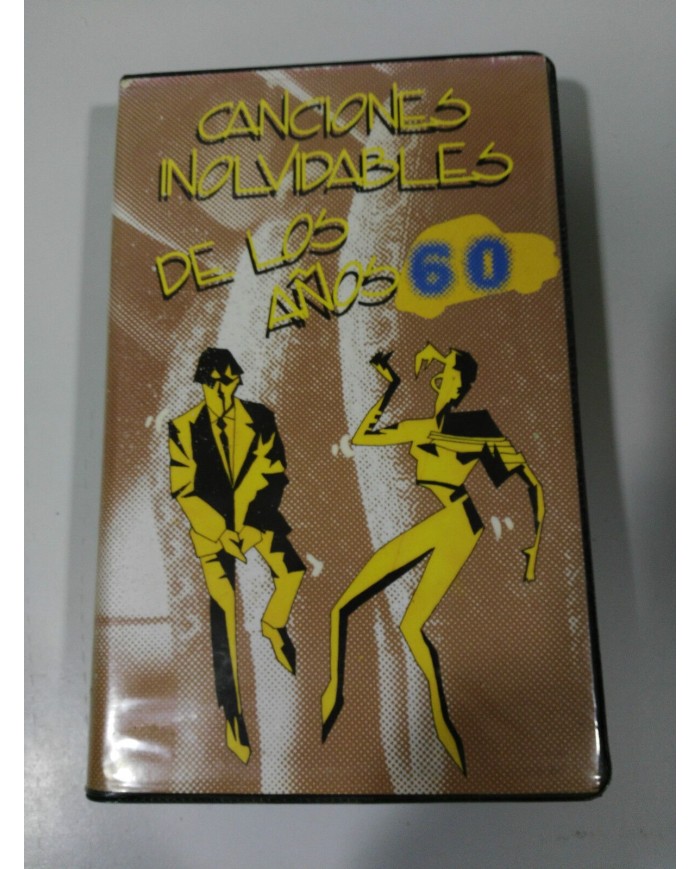 CANCIONES
INOLVIDABLES
DE LOS
AÑOS 60